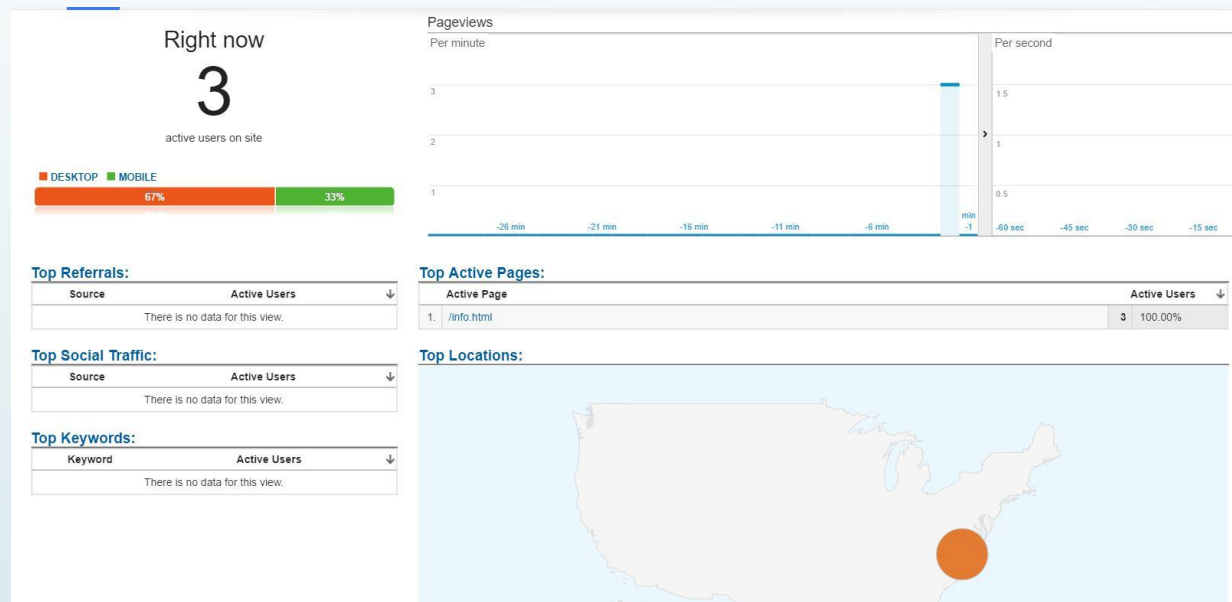 Right now
3
active users on site
DESKTOP MOBILE
67% 33%
Pageviews
Per minute
3
2
1
-26 min -21 min -16 min -11 min -6 min min
-1
Per second
1.5
1
0.5
-60 sec -45 sec -30 sec -15 sec
Top Referrals:
Source Active Users
There is no data for this view.
Top Social Traffic:
Source Active Users
There is no data for this view.
Top Keywords:
Keyword Active Users
There is no data for this view.
Top Active Pages:
Active Page Active Users
1. /info.html 3 100.00%
Top Locations: